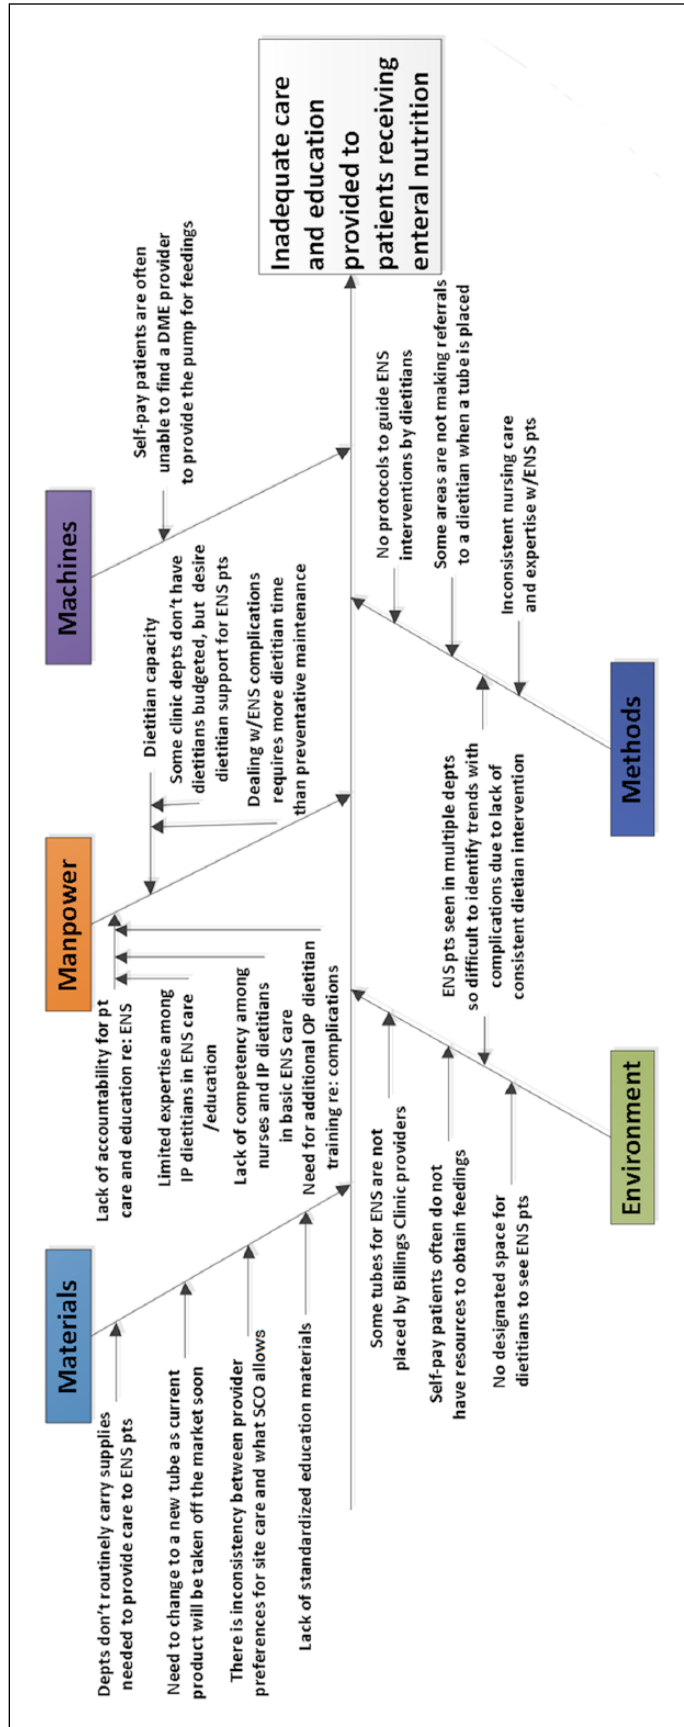 Materials
Depts don't routinely carry supplies
needed to provide care to ENS pts
Need to change to a new tube as current
product will be taken off the market soon
There is inconsistency between provider
preferences for site care and what SCO allows
Lack of standardized education materials
Manpower
Lack of accountability for pt
care and education re: ENS
Limited expertise among
IP dietitians in ENS care
/education
Lack of competency among
nurses and IP dietitians
in basic ENS care
Need for additional OP dietitian
training re: complications
Dietitian capacity
Some clinic depts don't have
dietitians budgeted, but desire
dietitian support for ENS pts
Dealing w/ENS complications
requires more dietitian time
than preventative maintenance
Machines
Self-pay patients are often
unable to find a DME provider
to provide the pump for feedings
Inadequate care
and education
provided to
patients receiving
enteral nutrition
Some tubes for ENS are not
placed by Billings Clinic providers
Self-pay patients often do not
have resources to obtain feedings
No designated space for
dietitians to see ENS pts
Environment
ENS pts seen in multiple depts
so difficult to identify trends with
complications due to lack of
consistent dietian intervention
No protocols to guide ENS
interventions by dietitians
Some areas are not making referrals
to a dietitian when a tube is placed
Inconsistent nursing care
and expertise w/ENS pts
Methods